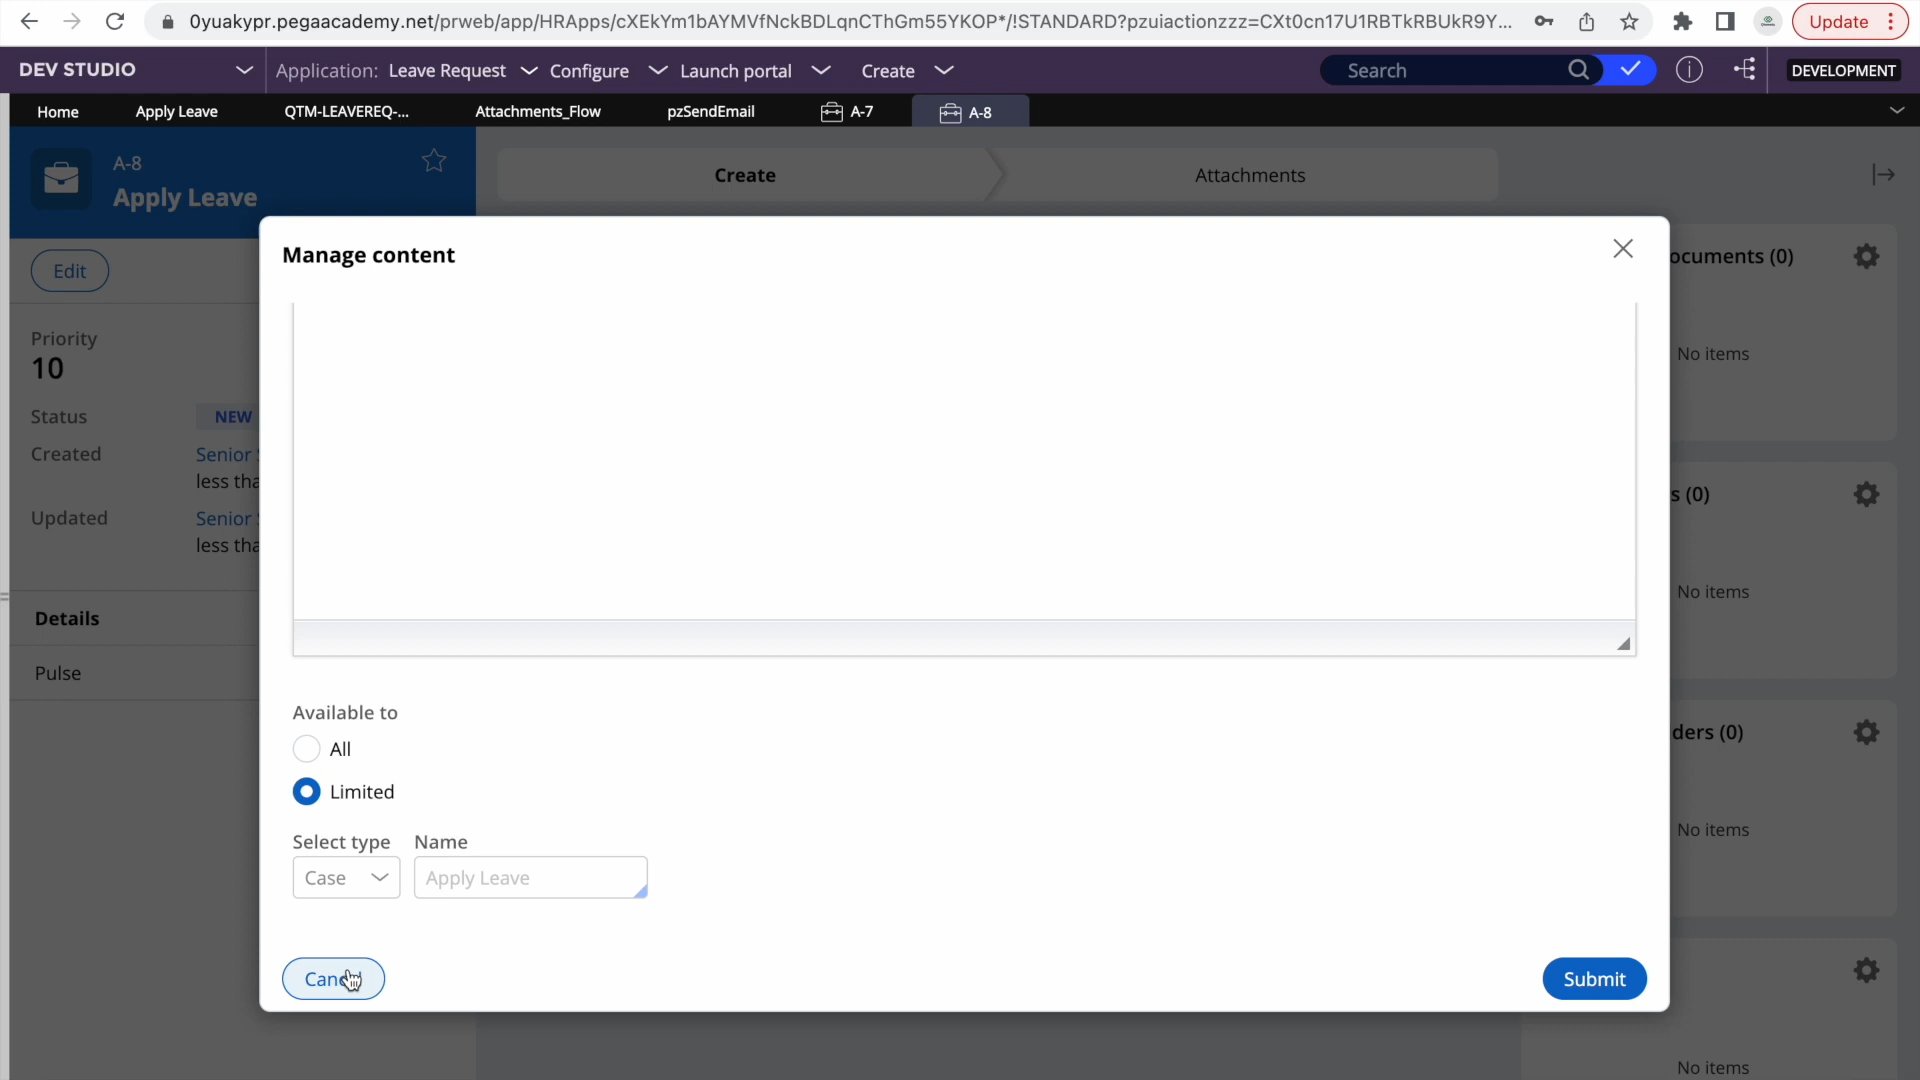 0yuakypr.pegaacademy.net/prweb/app/HRApps/cXEkYm1bAYMVfNckBDLqnCThGm55YKOP*/!STANDARD?pzuiactionzzz=CXt0cn17U1RBTkRBUkR9Y...
Update
DEV STUDIO
Application: Leave Request
Configure
Launch portal
Create
Search
DEVELOPMENT
Home
Apply Leave
QTM-LEAVEREQ-...
Attachments_Flow
pzSendEmail
A-7
A-8
A-8
Apply Leave
Create
Attachments
Edit
Manage content
ocuments (0)
Priority
10
No items
Status NEW
Created Senior
less tha
s (0)
Updated Senior
less tha
No items
Details
Pulse
Available to
All
ders (0)
Limited
No items
Select type Name
Case Apply Leave
Submit
No items